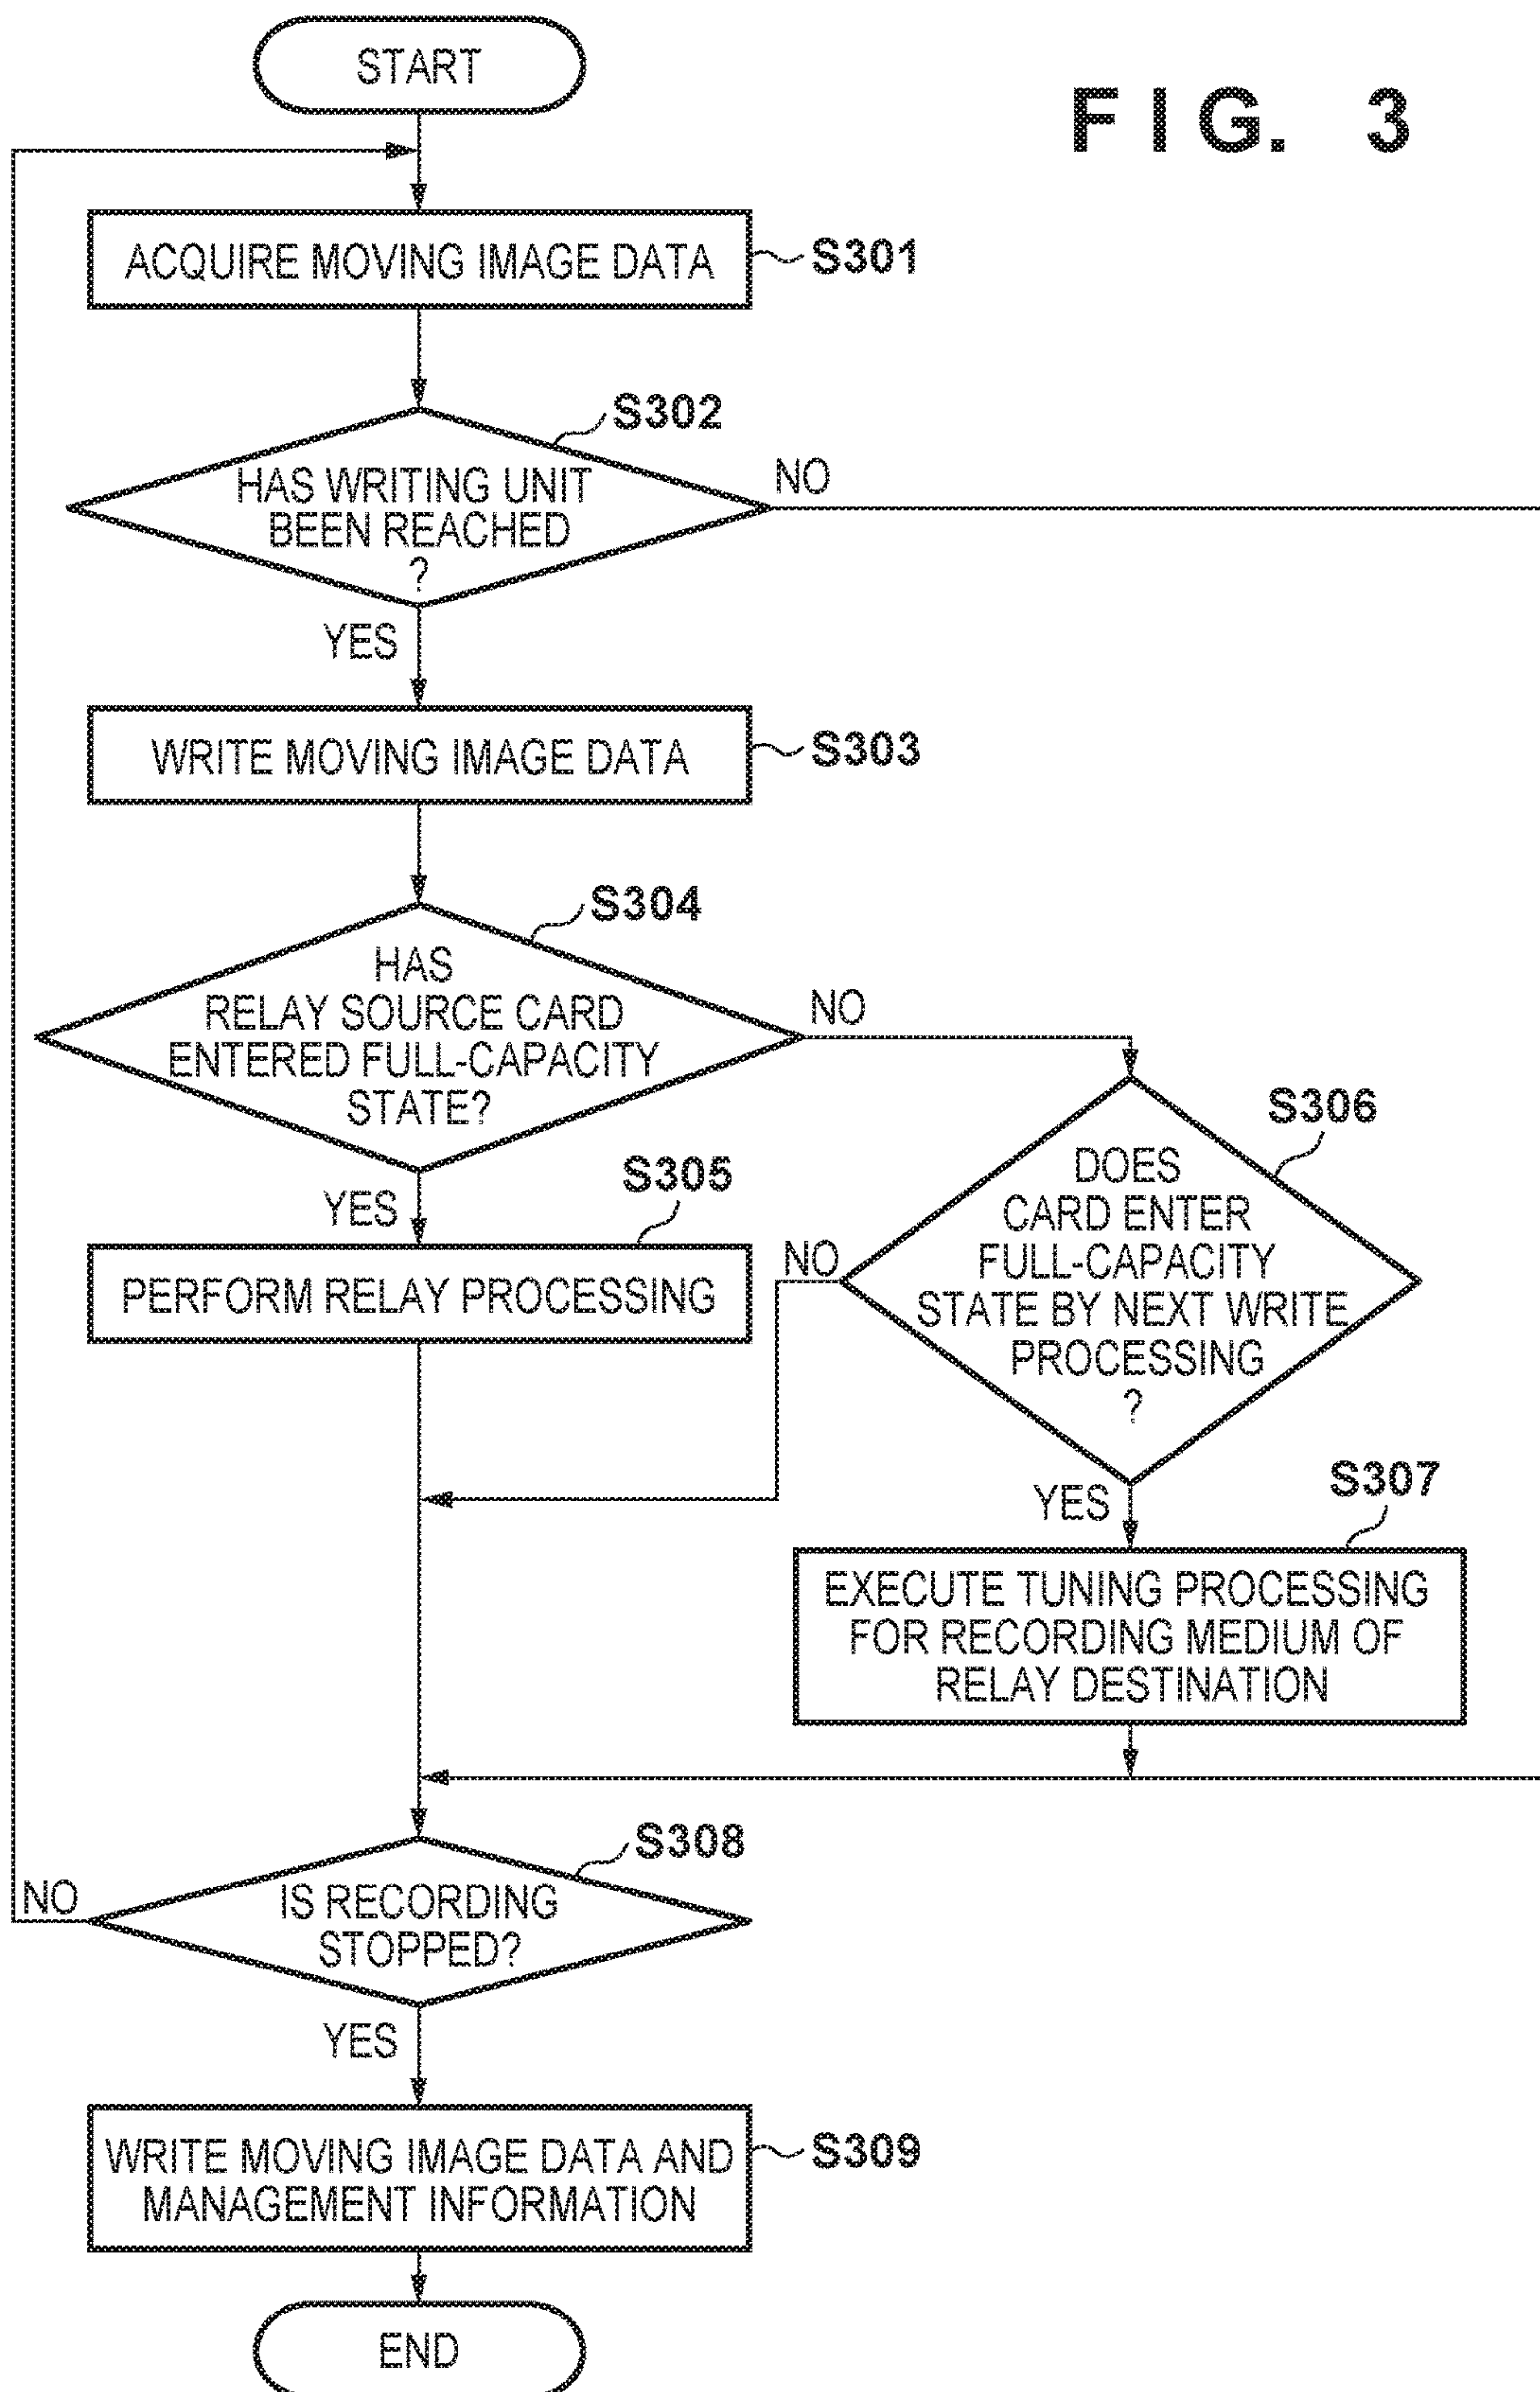 START
FIG. 3
ACQUIRE MOVING IMAGE DATA
S301
S302
HAS WRITING UNIT
BEEN REACHED
?
NO
YES
WRITE MOVING IMAGE DATA
S303
S304
HAS
RELAY SOURCE CARD
ENTERED FULL-CAPACITY
STATE?
NO
YES
S305
PERFORM RELAY PROCESSING
S306
DOES
CARD ENTER
FULL-CAPACITY
STATE BY NEXT WRITE
PROCESSING
?
NO
YES
S307
EXECUTE TUNING PROCESSING
FOR RECORDING MEDIUM OF
RELAY DESTINATION
S308
IS RECORDING
STOPPED?
NO
YES
WRITE MOVING IMAGE DATA AND
MANAGEMENT INFORMATION
S309
END